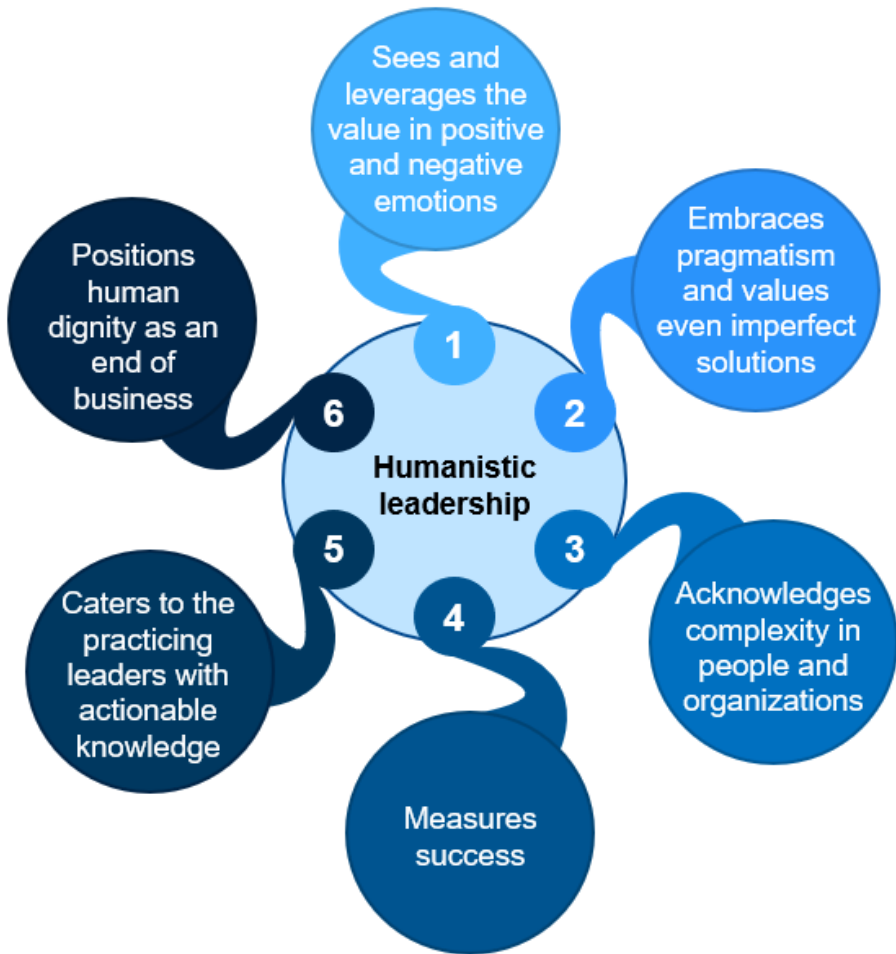 Sees and
leverages the
value in positive
and negative
emotions
Embraces
pragmatism
and values
even imperfect
solutions
Positions
human
dignity as an
end of
business
1
2
3
4
5
6
Humanistic
leadership
Acknowledges
complexity in
people and
organizations
Measures
success
Caters to the
practicing
leaders with
actionable
knowledge